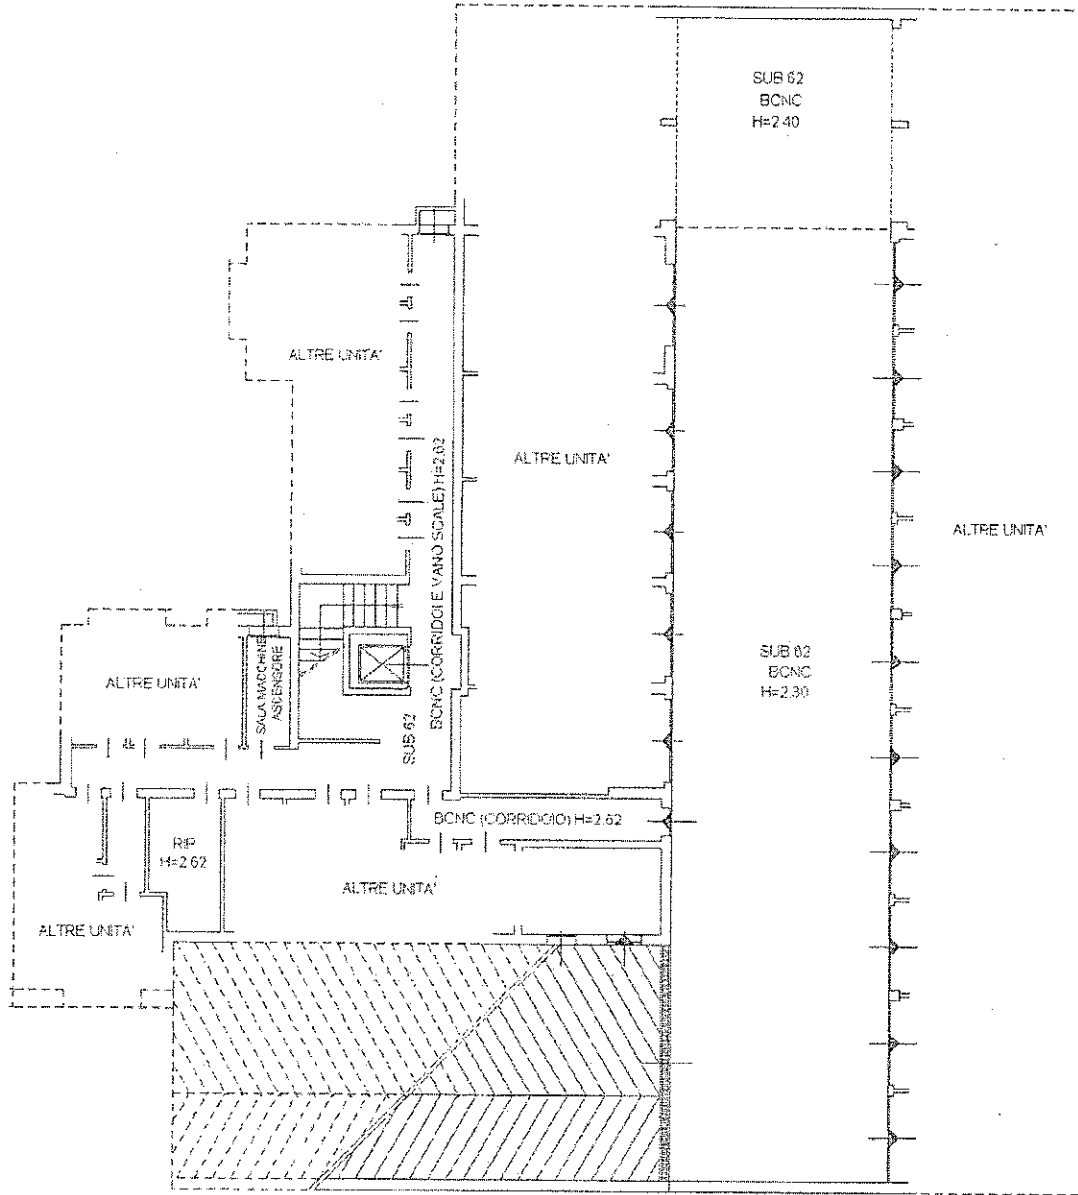 SUB 62
BCNC
H=2.40
ALTRE UNITA'
ALTRE UNITA'
ALTRE UNITA'
BCNC (CORRIDOI E VANO SCALE) H=2.62
SUB 62
SUB 62
BCNC
H=2.30
ALTRE UNITA'
SALA MACCHINE
ASCENSORE
BCNC (CORRIDOIO) H=2.62
RIP
H=2.62
ALTRE UNITA'
ALTRE UNITA'